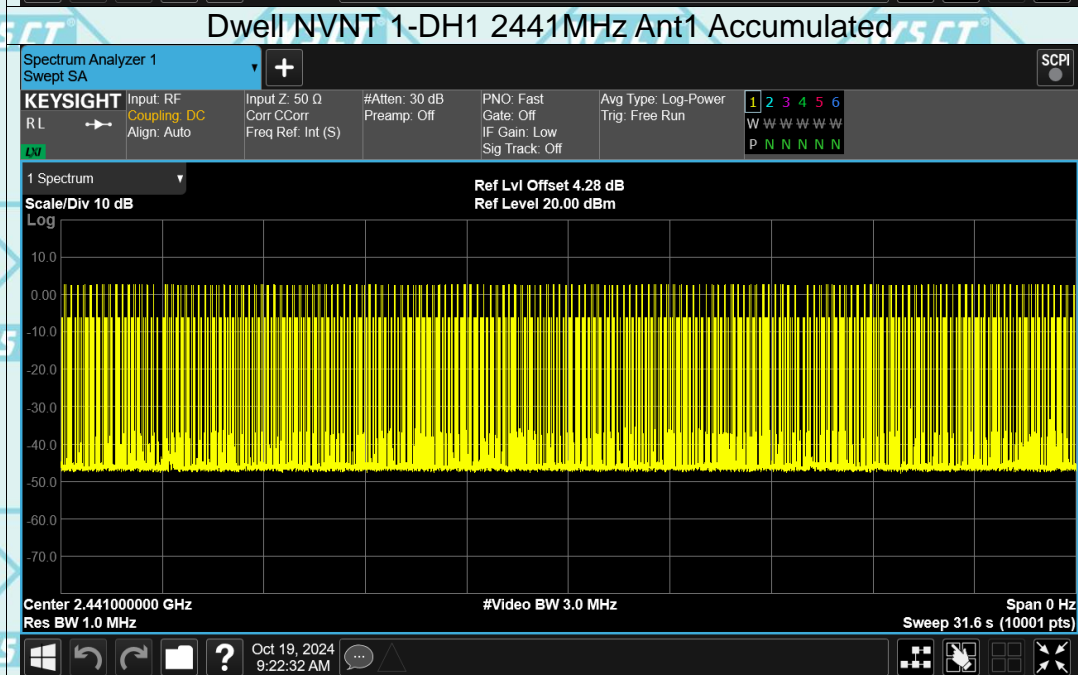 Dwell NVNT 1-DH1 2441MHz Ant1 Accumulated
Spectrum Analyzer 1
Swept SA
+
SCPI
KEYSIGHT
R L
LXI
Input: RF
Coupling: DC
Align: Auto
Input Z: 50 Ω
Corr CCorr
Freq Ref: Int (S)
#Atten: 30 dB
Preamp: Off
PNO: Fast
Gate: Off
IF Gain: Low
Sig Track: Off
Avg Type: Log-Power
Trig: Free Run
1 2 3 4 5 6
W W W W W W
P N N N N N
1 Spectrum
Scale/Div 10 dB
Ref Lvl Offset 4.28 dB
Ref Level 20.00 dBm
Log
10.0
0.00
-10.0
-20.0
-30.0
-40.0
-50.0
-60.0
-70.0
Center 2.441000000 GHz
#Video BW 3.0 MHz
Span 0 Hz
Res BW 1.0 MHz
Sweep 31.6 s (10001 pts)
?
Oct 19, 2024
9:22:32 AM